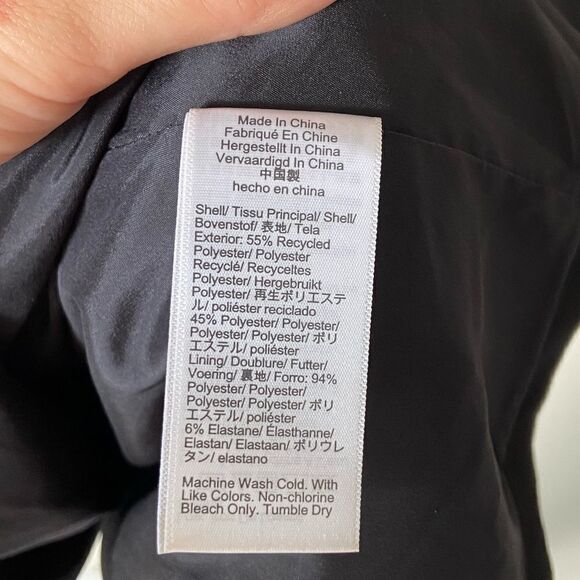 Made In China
Fabriqué En Chine
Hergestellt In China
Vervaardigd In China
中国製
hecho en china
Shell/ Tissu Principal/ Shell/
Bovenstof/ 表地/ Tela
Exterior: 55% Recycled
Polyester/ Polyester
Recyclé/ Recyceltes
Polyester/ Hergebruikt
Polyester/ 再生ポリエステ
ル/ poliéster reciclado
45% Polyester/ Polyester/
Polyester/ Polyester/ ポリ
エステル/ poliéster
Lining/ Doublure/ Futter/
Voering/ 裏地/ Forro: 94%
Polyester/ Polyester/
Polyester/ Polyester/ ポリ
エステル/ poliéster
6% Elastane/ Élasthanne/
Elastan/ Elastaan/ ポリウレ
タン/ elastano
Machine Wash Cold. With
Like Colors. Non-chlorine
Bleach Only. Tumble Dry